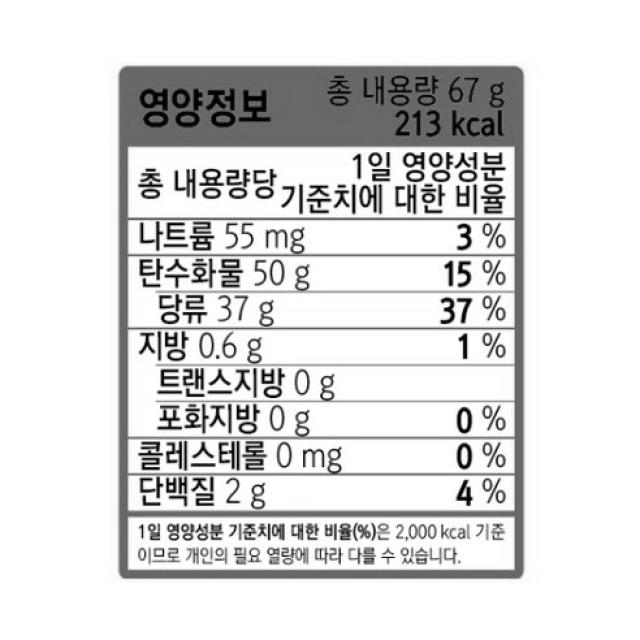 영양정보
총 내용량 67 g
213 kcal
총 내용량당
1일 영양성분
기준치에 대한 비율
나트륨 55 mg 3 %
탄수화물 50 g 15 %
당류 37 g 37 %
지방 0.6 g 1 %
트랜스지방 0 g
포화지방 0 g 0 %
콜레스테롤 0 mg 0 %
단백질 2 g 4 %
1일 영양성분 기준치에 대한 비율(%)은 2,000 kcal 기준
이므로 개인의 필요 열량에 따라 다를 수 있습니다.